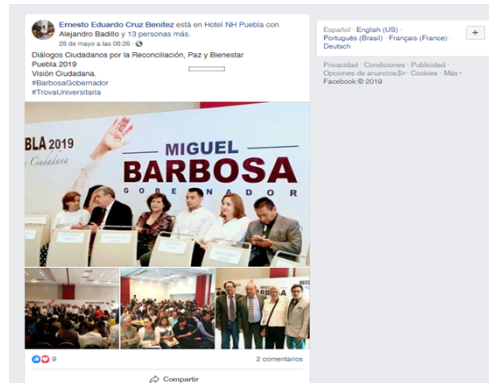 Ernesto Eduardo Cruz Benítez está en Hotel NH Puebla con
Alejandro Badillo y 13 personas más.
28 de mayo a las 08:26 ·
Diálogos Ciudadanos por la Reconciliación, Paz y Bienestar
Puebla 2019
Visión Ciudadana.
#BarbosaGobernador
#TrovaUniversitaria
BLA 2019
Ciudadana
MIGUEL
BARBOSA
GOBERNADOR
RBOSA
9
2 comentarios
Compartir
Español · English (US) ·
Português (Brasil) · Français (France) ·
Deutsch
+
Privacidad · Condiciones · Publicidad ·
Opciones de anuncios · Cookies · Más
Facebook © 2019